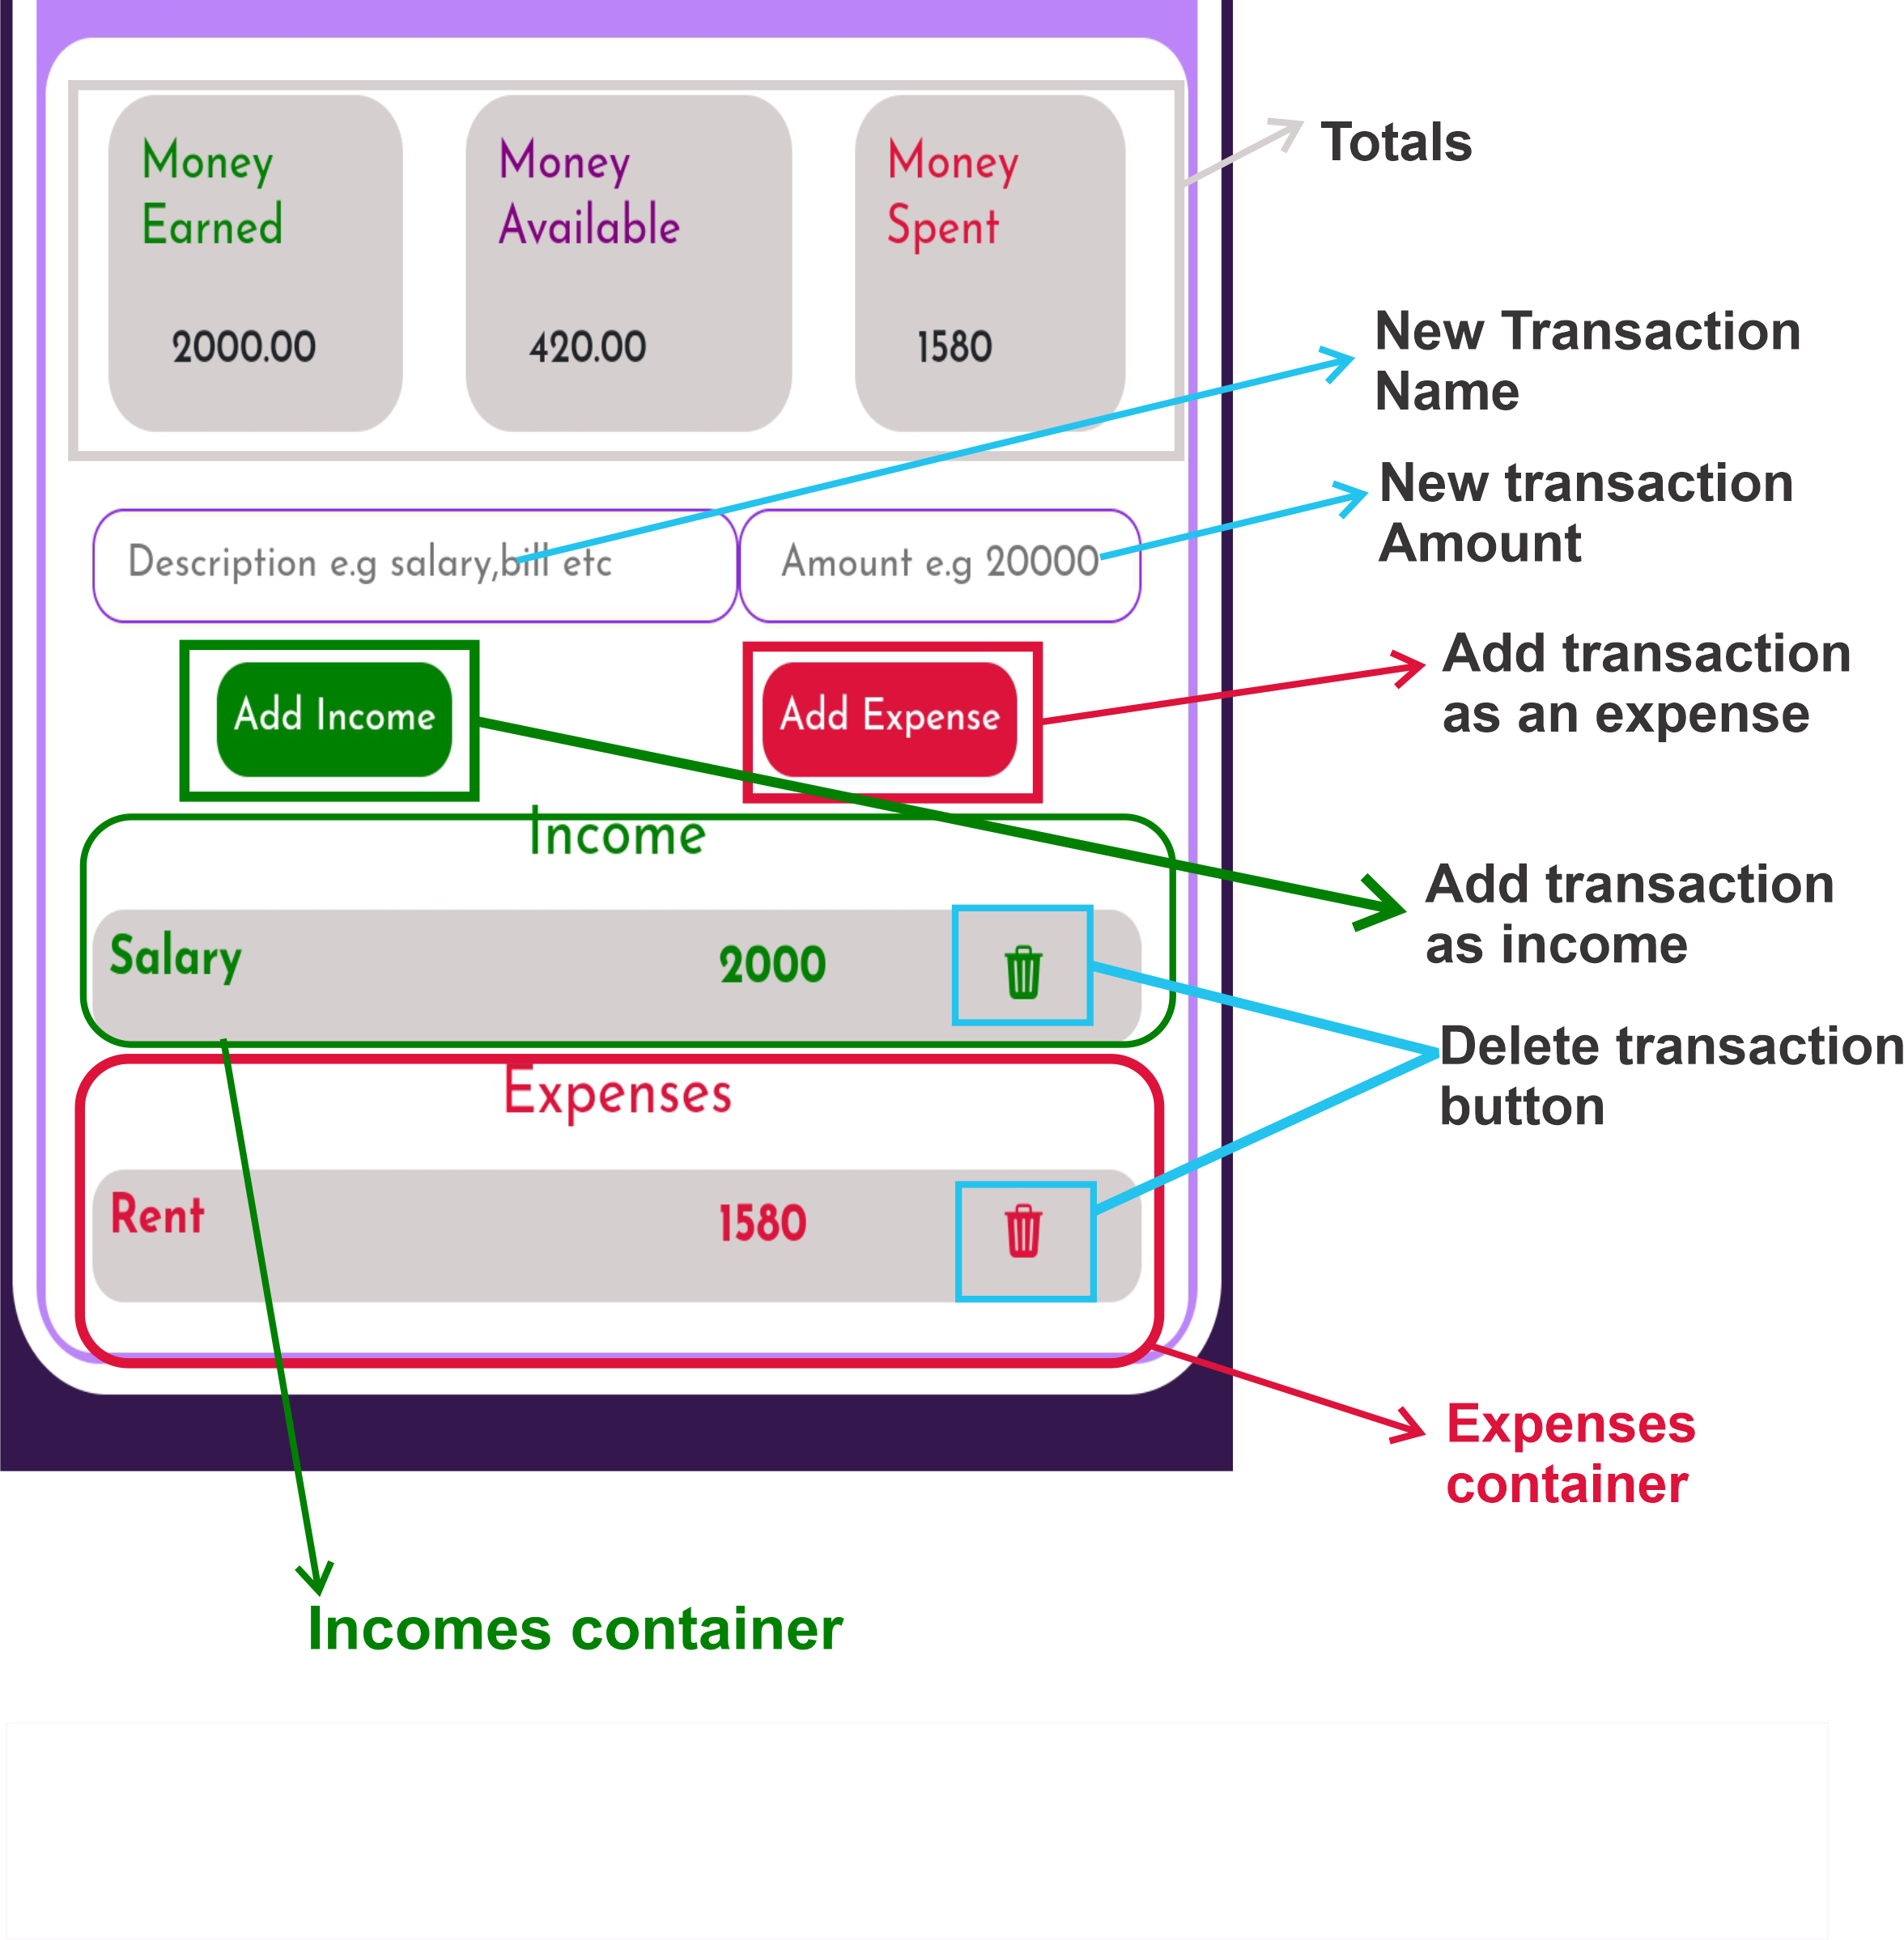 Money
Earned
2000.00
Money
Available
420.00
Money
Spent
1580
Totals
New Transaction
Name
New transaction
Amount
Description e.g salary,bill etc
Amount e.g 20000
Add Income
Add Expense
Add transaction
as an expense
Income
Salary 2000
Add transaction
as income
Delete transaction
button
Expenses
Rent 1580
Expenses
container
Incomes container